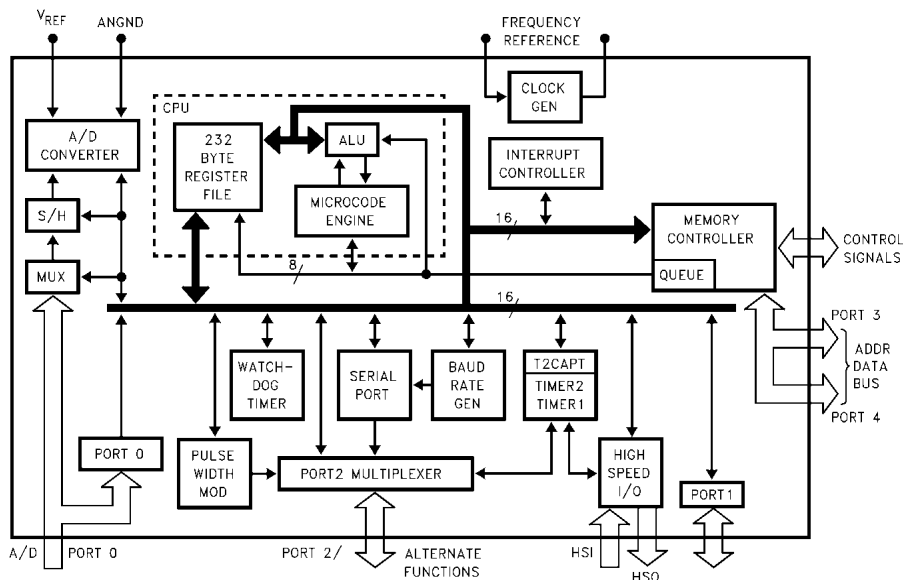 VREF
ANGND
FREQUENCY
REFERENCE
CPU
CLOCK
GEN
A/D
CONVERTER
232
BYTE
REGISTER
FILE
ALU
INTERRUPT
CONTROLLER
MICROCODE
ENGINE
S/H
MUX
16
MEMORY
CONTROLLER
QUEUE
CONTROL
SIGNALS
8
16
PORT 3
ADDR
DATA
BUS
PORT 4
WATCH-
DOG
TIMER
SERIAL
PORT
BAUD
RATE
GEN
T2CAPT
TIMER2
TIMER1
PORT 0
PULSE
WIDTH
MOD
PORT2 MULTIPLEXER
HIGH
SPEED
I/O
PORT1
A/D
PORT 0
PORT 2/
ALTERNATE
FUNCTIONS
HSI
HSO